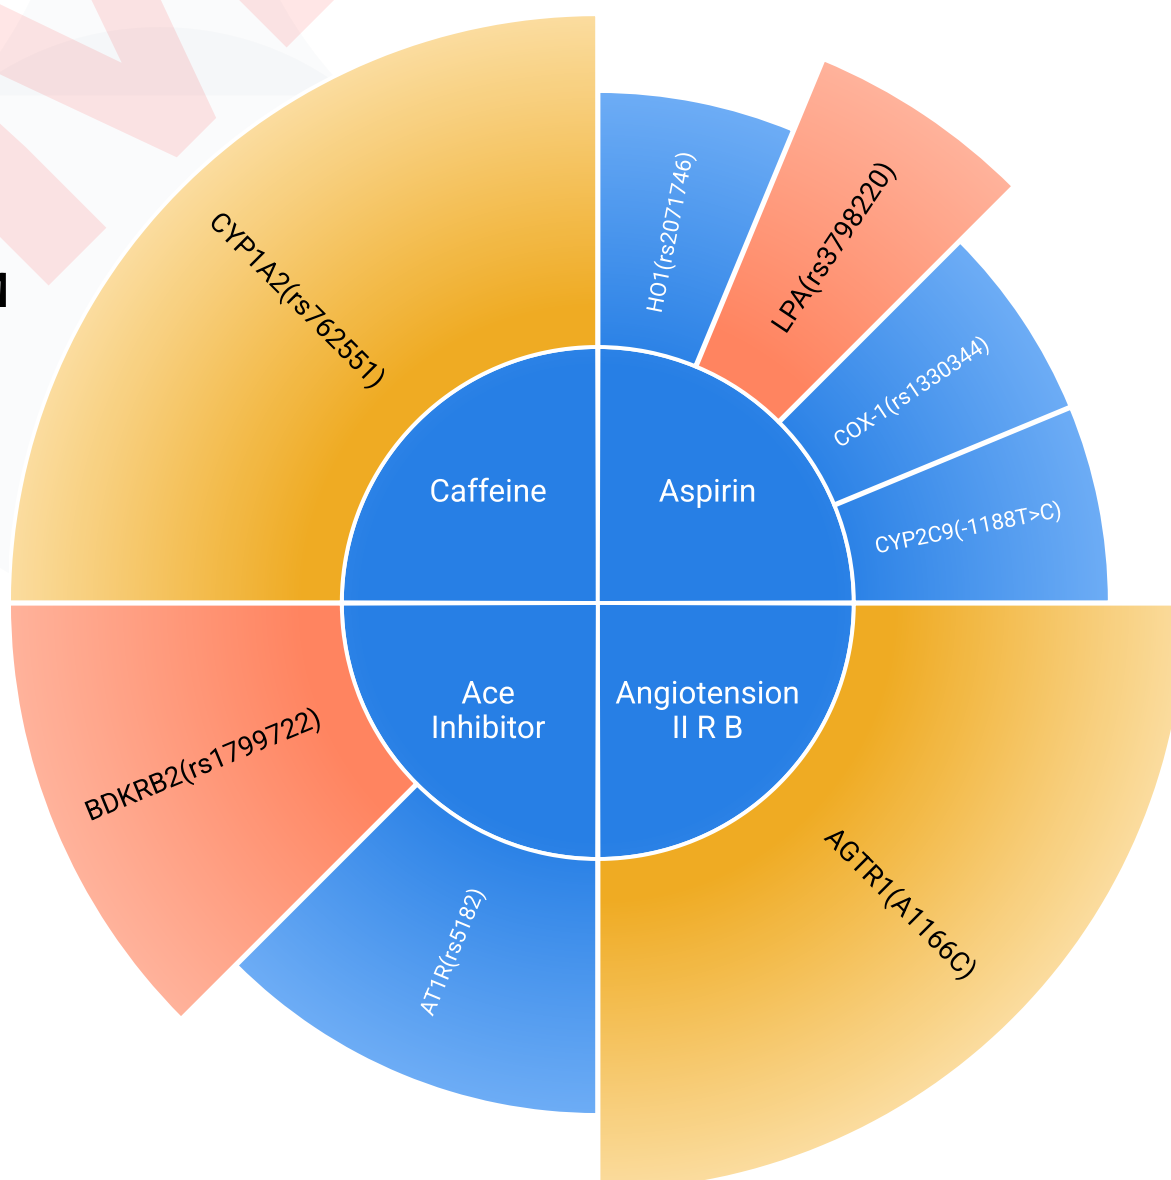 CYP1A2(rs762551)
HO1(rs2071746)
LPA(rs3798220)
COX-1(rs1330344)
CYP2C9(-1188T>C)
Caffeine
Aspirin
Ace
Inhibitor
Angiotension
II R B
BDKRB2(rs1799722)
AT1R(rs5182)
AGTR1(A1166C)